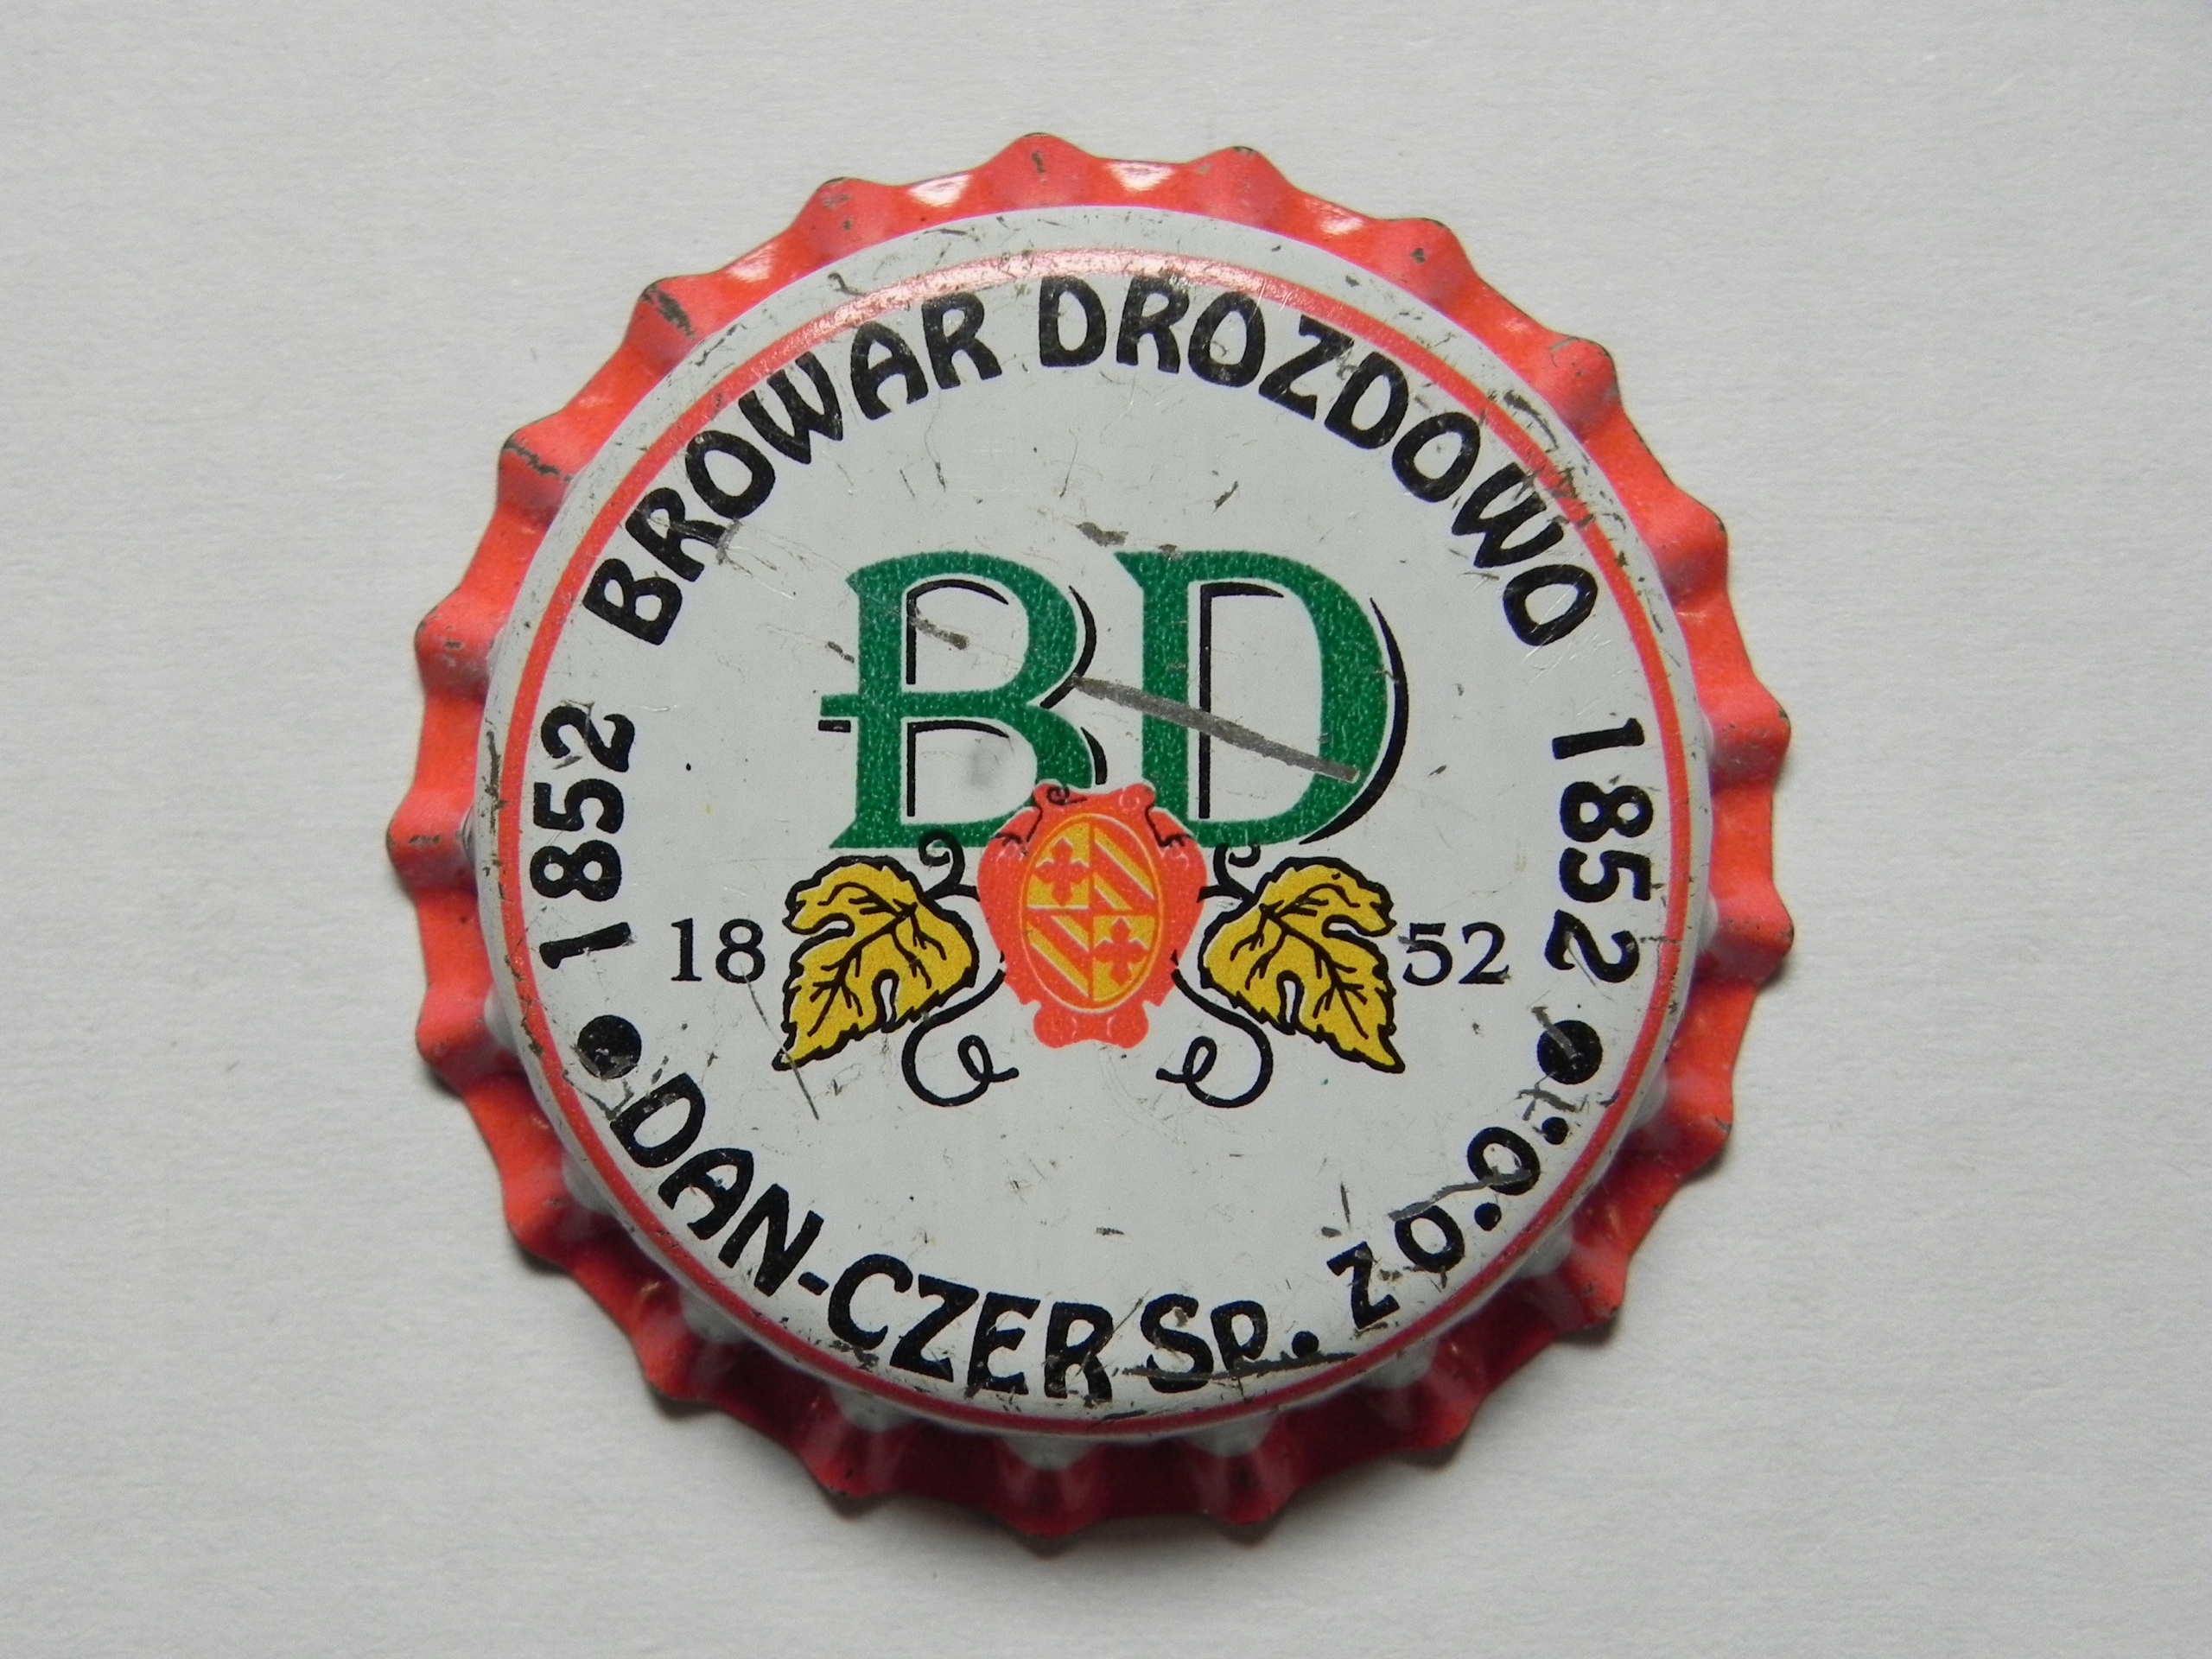 1852 BROWAR DROZDOWO 1852
BD
18 52
DAN-CZER Sp. z o.o.